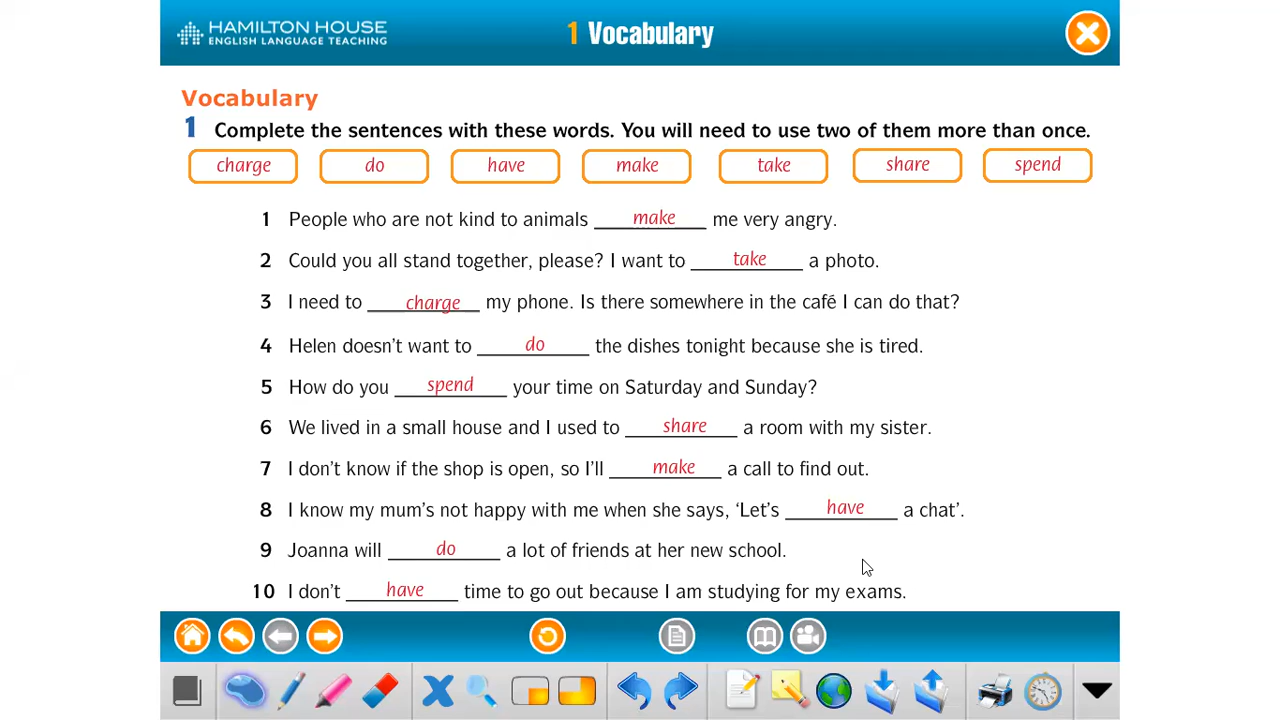 HAMILTON HOUSE
ENGLISH LANGUAGE TEACHING
1 Vocabulary
Vocabulary
1 Complete the sentences with these words. You will need to use two of them more than once.
charge do have make take share spend
1 People who are not kind to animals make me very angry.
2 Could you all stand together, please? I want to take a photo.
3 I need to charge my phone. Is there somewhere in the café I can do that?
4 Helen doesn't want to do the dishes tonight because she is tired.
5 How do you spend your time on Saturday and Sunday?
6 We lived in a small house and I used to share a room with my sister.
7 I don't know if the shop is open, so I'll make a call to find out.
8 I know my mum's not happy with me when she says, 'Let's have a chat'.
9 Joanna will do a lot of friends at her new school.
10 I don't have time to go out because I am studying for my exams.